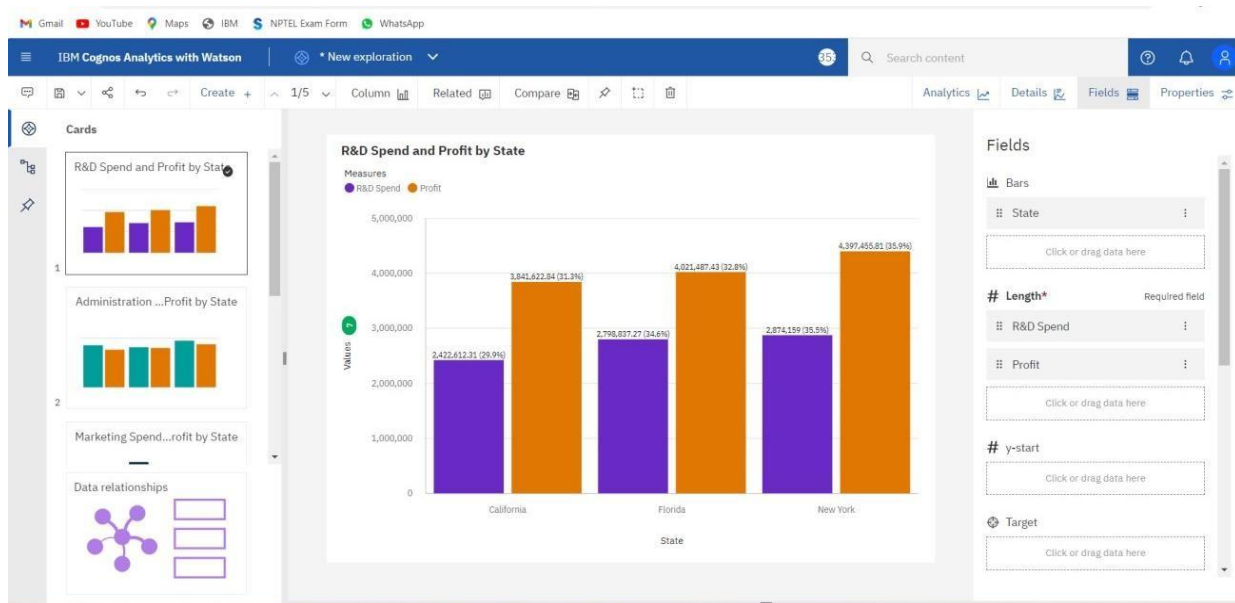 Gmail YouTube Maps IBM NPTEL Exam Form WhatsApp
IBM Cognos Analytics with Watson * New exploration Search content
Create + 1/5 Column Related Compare Analytics Details Fields Properties
Cards
R&D Spend and Profit by State
1
Administration ...Profit by State
2
Marketing Spend...rofit by State
Data relationships
R&D Spend and Profit by State
Measures
R&D Spend Profit
5,000,000
4,000,000
3,000,000
2,000,000
1,000,000
0
Values
2,422,612.31 (29.9%)
3,841,622.84 (31.3%)
2,798,837.27 (34.6%)
4,021,487.43 (32.8%)
2,874,159 (35.5%)
4,397,455.81 (35.9%)
California Florida New York
State
Fields
Bars
State
Click or drag data here
# Length* Required field
R&D Spend
Profit
Click or drag data here
# y-start
Click or drag data here
Target
Click or drag data here